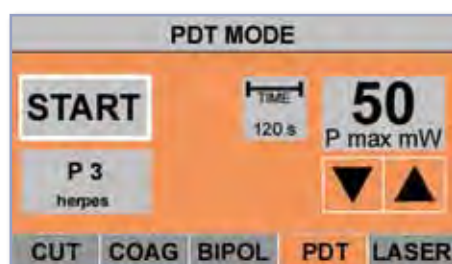 PDT MODE
START
TIME
120 s
50
P max mW
P 3
herpes
CUT COAG BIPOL PDT LASER